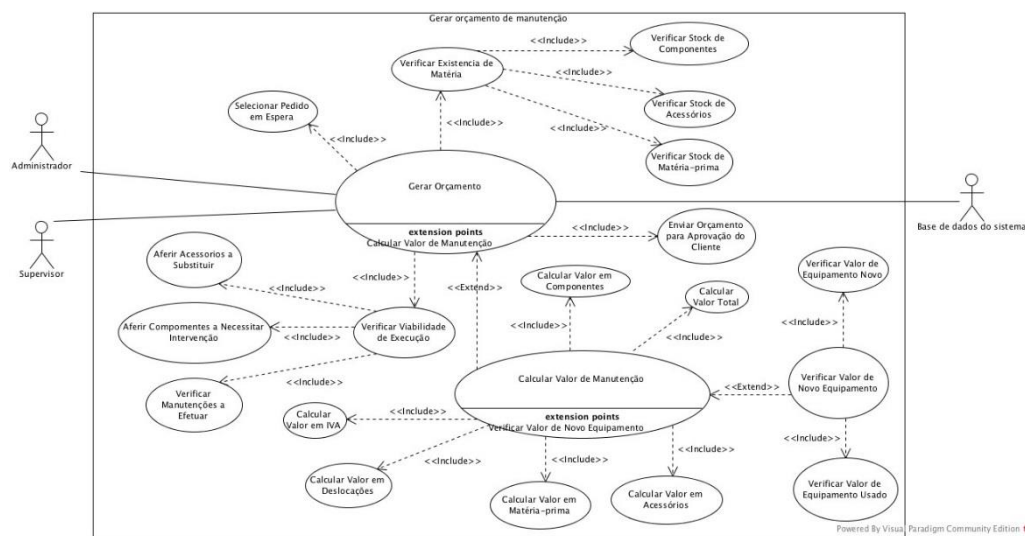 Gerar orçamento de manutenção
<<Include>>
Verificar Stock de
Componentes
Verificar Existencia de
Matéria
<<Include>>
Verificar Stock de
Acessórios
Selecionar Pedido
em Espera
<<Include>>
<<Include>>
<<Include>>
Verificar Stock de
Matéria-prima
Administrador
Gerar Orçamento
extension points
Calcular Valor de Manutenção
Base de dados do sistema
Supervisor
<<Include>>
Enviar Orçamento
para Aprovação do
Cliente
Aferir Acessorios a
Substituir
<<Include>>
<<Extend>>
Calcular Valor em
Componentes
Calcular
Valor Total
Verificar Valor de
Equipamento Novo
<<Include>>
Aferir Compomentes a Necessitar
Intervenção
<<Include>>
Verificar Viabilidade
de Execução
<<Include>>
<<Include>>
<<Include>>
<<Include>>
Verificar
Manutenções a
Efetuar
Calcular Valor de Manutenção
extension points
Verificar Valor de Novo Equipamento
<<Extend>>
Verificar Valor de
Novo Equipamento
Calcular
Valor em IVA
<<Include>>
Calcular Valor em
Deslocações
<<Include>>
<<Include>>
<<Include>>
<<Include>>
Calcular Valor em
Matéria-prima
Calcular Valor em
Acessórios
Verificar Valor de
Equipamento Usado
Powered By Visual Paradigm Community Edition